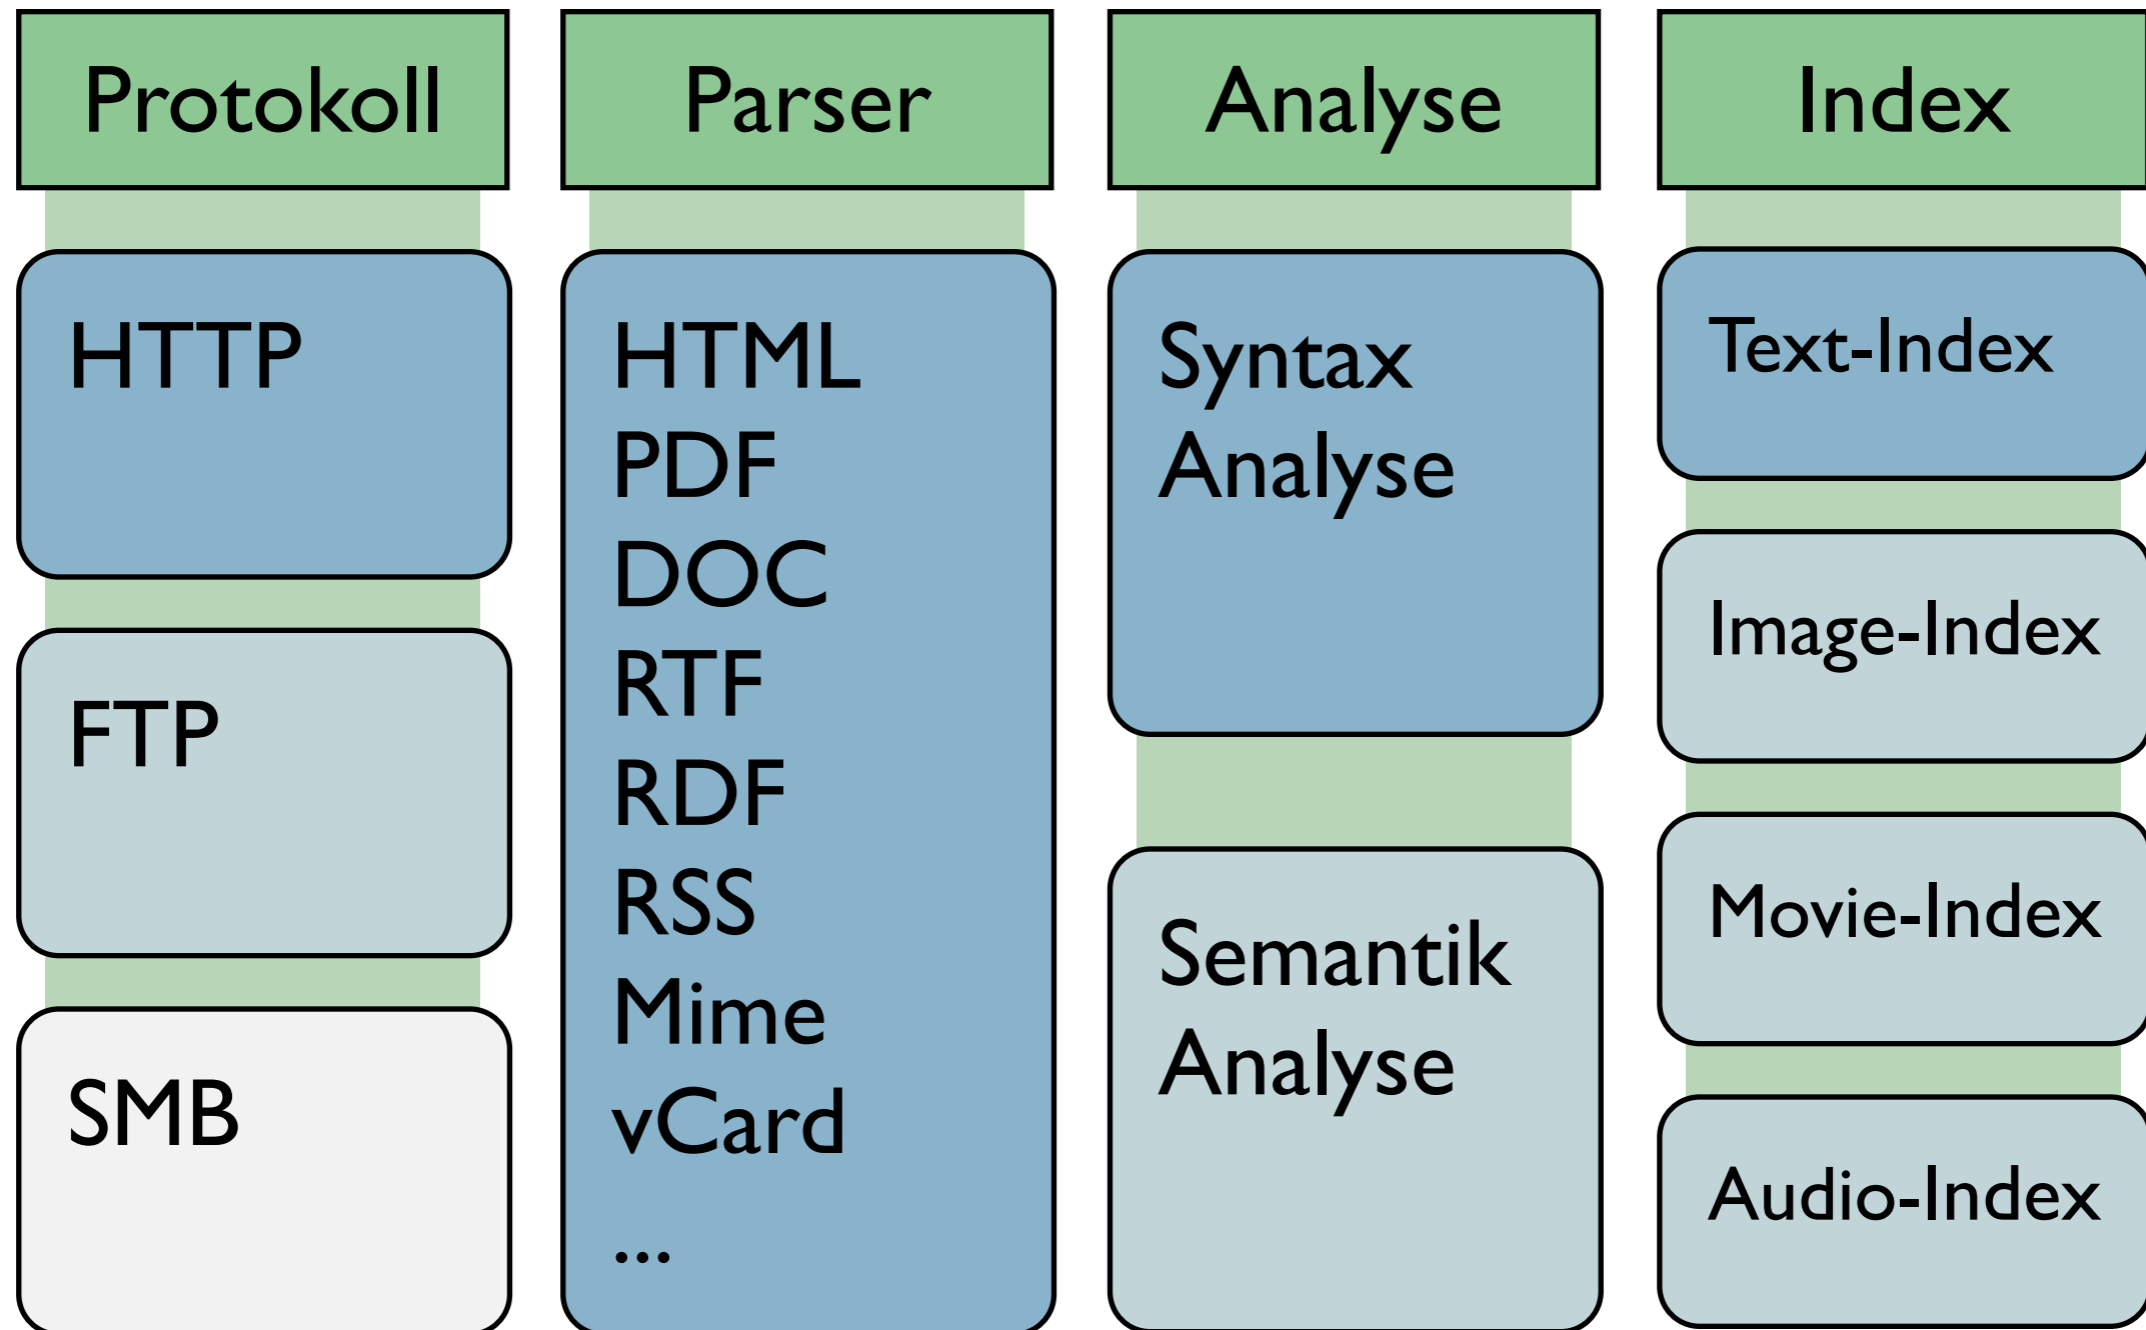 Protokoll
HTTP
FTP
SMB
Parser
HTML
PDF
DOC
RTF
RDF
RSS
Mime
vCard
...
Analyse
Syntax
Analyse
Semantik
Analyse
Index
Text-Index
Image-Index
Movie-Index
Audio-Index